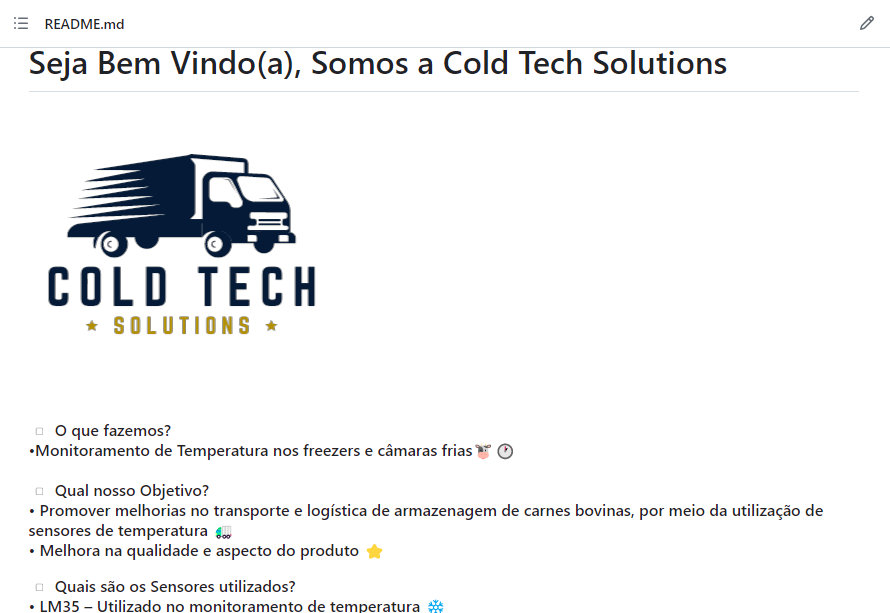 README.md
Seja Bem Vindo(a), Somos a Cold Tech Solutions
COLD TECH
★ SOLUTIONS ★
O que fazemos?
•Monitoramento de Temperatura nos freezers e câmaras frias🐮 🕐
Qual nosso Objetivo?
• Promover melhorias no transporte e logística de armazenagem de carnes bovinas, por meio da utilização de
sensores de temperatura 🚛
• Melhora na qualidade e aspecto do produto ⭐
Quais são os Sensores utilizados?
• LM35 – Utilizado no monitoramento de temperatura ❄